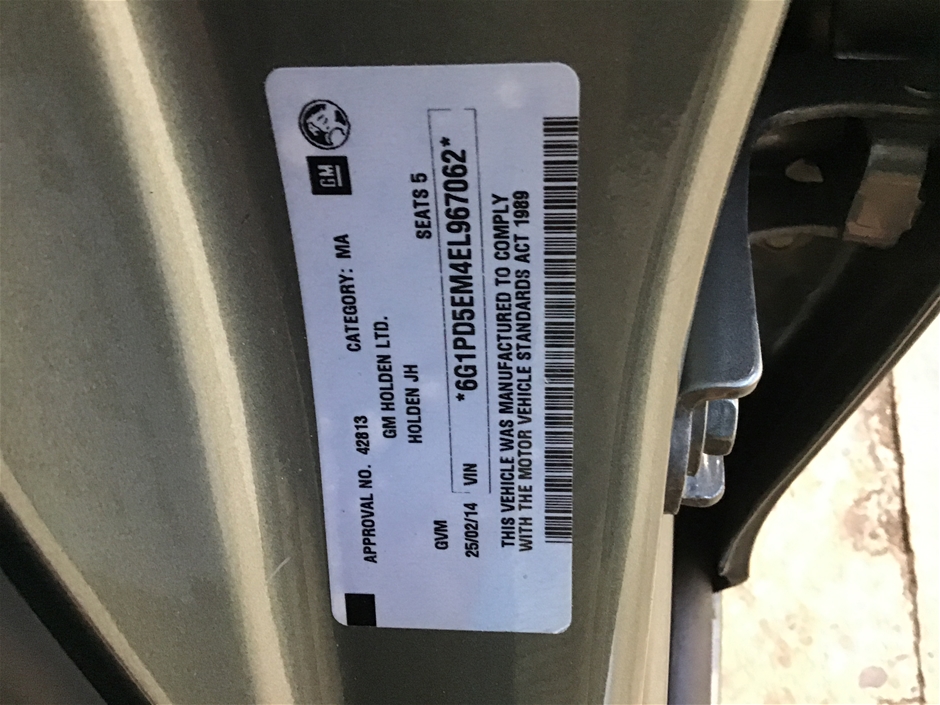 GM
APPROVAL NO. 42813 CATEGORY: MA
GM HOLDEN LTD.
HOLDEN JH
GVM SEATS 5
25/02/14 VIN *6G1PD5EM4EL967062*
THIS VEHICLE WAS MANUFACTURED TO COMPLY
WITH THE MOTOR VEHICLE STANDARDS ACT 1989